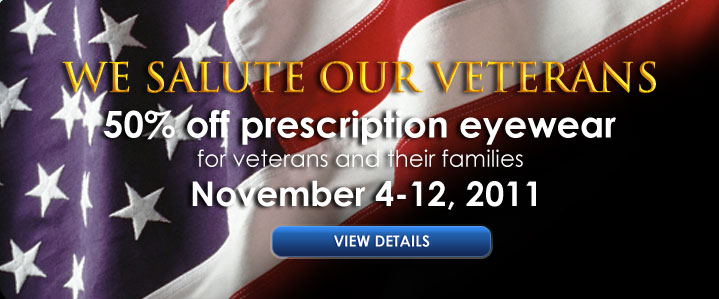 WE SALUTE OUR VETERANS
50% off prescription eyewear
for veterans and their families
November 4-12, 2011
VIEW DETAILS